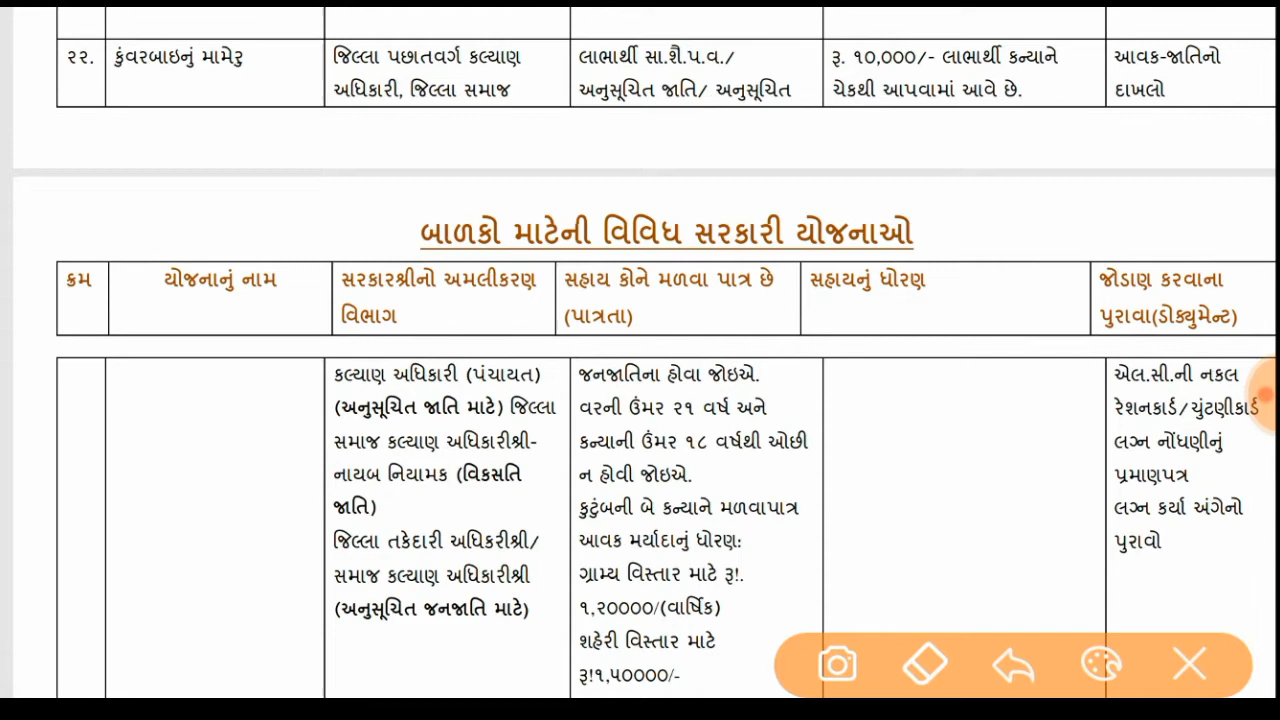 ૨૨. કુંવરબાઇનું મામેરુ જિલ્લા પછાતવર્ગ કલ્યાણ લાભાર્થી સા.શૈ.પ.વ./ રૂ. ૧૦,૦૦૦/- લાભાર્થી કન્યાને આવક-જાતિનો
અધિકારી, જિલ્લા સમાજ અનુસૂચિત જાતિ/ અનુસૂચિત ચેકથી આપવામાં આવે છે. દાખલો
બાળકો માટેની વિવિધ સરકારી યોજનાઓ
ક્રમ યોજનાનું નામ સરકારશ્રીનો અમલીકરણ સહાય કોને મળવા પાત્ર છે સહાયનું ધોરણ જોડાણ કરવાના
વિભાગ (પાત્રતા) પુરાવા(ડોક્યુમેન્ટ)
કલ્યાણ અધિકારી (પંચાયત) જનજાતિના હોવા જોઇએ. એલ.સી.ની નકલ
(અનુસૂચિત જાતિ માટે) જિલ્લા વરની ઉંમર ૨૧ વર્ષ અને રેશનકાર્ડ/ચુંટણીકાર્ડ
સમાજ કલ્યાણ અધિકારીશ્રી- કન્યાની ઉંમર ૧૮ વર્ષથી ઓછી લગ્ન નોંધણીનું
નાયબ નિયામક (વિકસતિ ન હોવી જોઇએ. પ્રમાણપત્ર
જાતિ) કુટુંબની બે કન્યાને મળવાપાત્ર લગ્ન કર્યા અંગેનો
જિલ્લા તકેદારી અધિકરીશ્રી/ આવક મર્યાદાનું ધોરણ: પુરાવો
સમાજ કલ્યાણ અધિકારીશ્રી ગ્રામ્ય વિસ્તાર માટે રૂ!.
(અનુસૂચિત જનજાતિ માટે) ૧,૨૦૦૦૦/(વાર્ષિક)
શહેરી વિસ્તાર માટે
રૂ!૧,૫૦૦૦૦/-